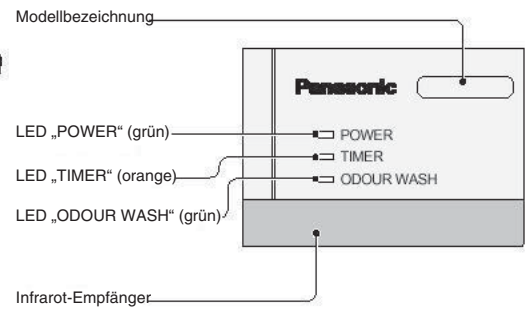 Modellbezeichnung
Panasonic
LED „POWER“ (grün)
POWER
LED „TIMER“ (orange)
TIMER
LED „ODOUR WASH“ (grün)
ODOUR WASH
Infrarot-Empfänger